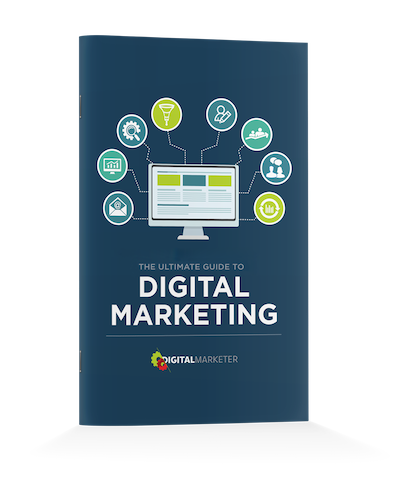 THE ULTIMATE GUIDE TO
DIGITAL
MARKETING
DIGITALMARKETER